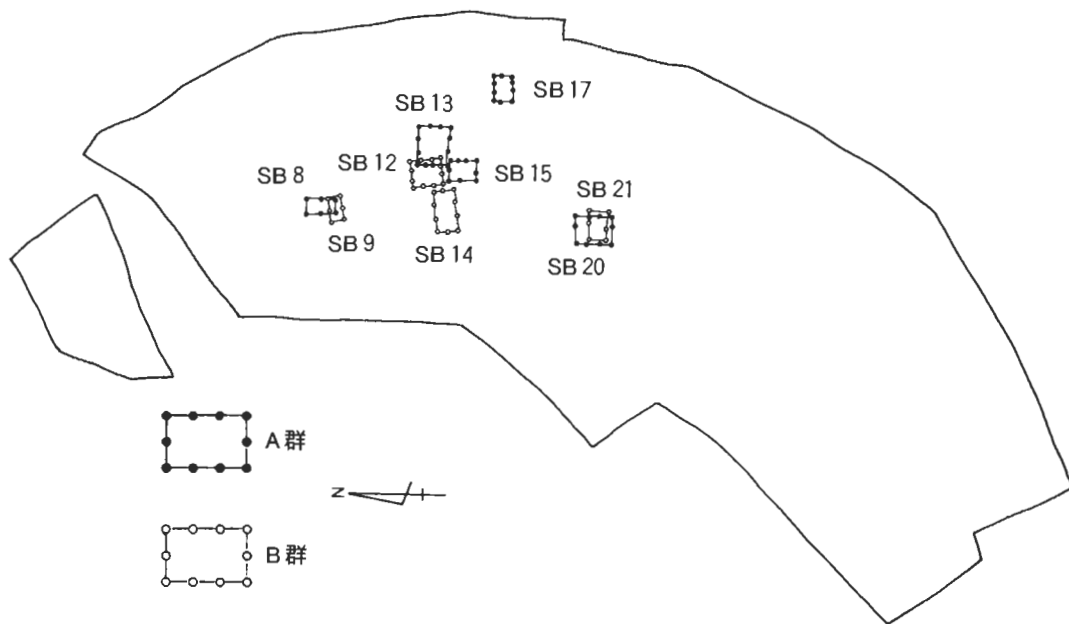 SB 17
SB 13
SB 12
SB 15
SB 8
SB 21
SB 9
SB 14
SB 20
A 群
N
B 群